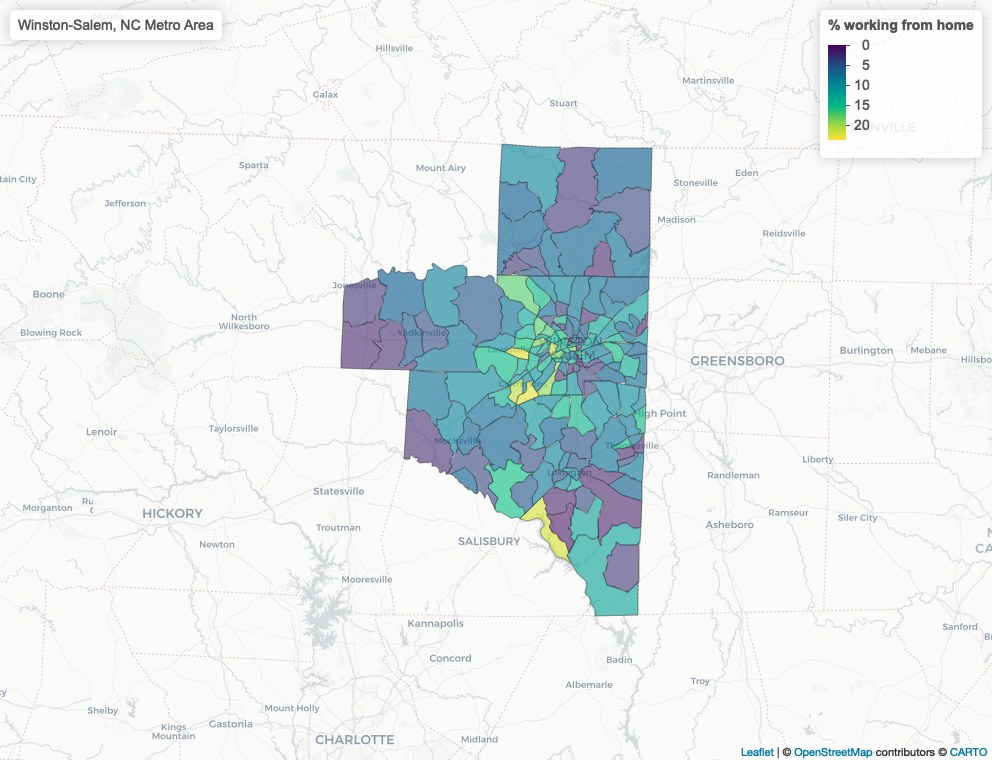 Winston-Salem, NC Metro Area
% working from home
0
5
10
15
20
Hillsville
Martinsville
Galax
Stuart
Sparta
Mount Airy
Eden
Stoneville
tain City
Jefferson
Madison
Reidsville
Jonesville
Boone
North
Wilkesboro
Yadkinville
Blowing Rock
GREENSBORO
Burlington
Mebane
Hillsbo
High Point
Lenoir
Taylorsville
Mocksville
Thomasville
Liberty
Lexington
Randleman
Statesville
Morganton
HICKORY
Troutman
Ramseur
Siler City
Asheboro
SALISBURY
Newton
Mooresville
Kannapolis
Sanford
Concord
Badin
Albemarle
Troy
Shelby
Mount Holly
Gastonia
Kings
Mountain
CHARLOTTE
Midland
Leaflet | © OpenStreetMap contributors © CARTO